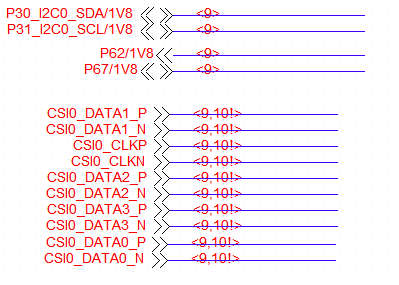 P30_I2C0_SDA/1V8 <9>
P31_I2C0_SCL/1V8 <9>
P62/1V8 <9>
P67/1V8 <9>
CSI0_DATA1_P <9,10!>
CSI0_DATA1_N <9,10!>
CSI0_CLKP <9,10!>
CSI0_CLKN <9,10!>
CSI0_DATA2_P <9,10!>
CSI0_DATA2_N <9,10!>
CSI0_DATA3_P <9,10!>
CSI0_DATA3_N <9,10!>
CSI0_DATA0_P <9,10!>
CSI0_DATA0_N <9,10!>